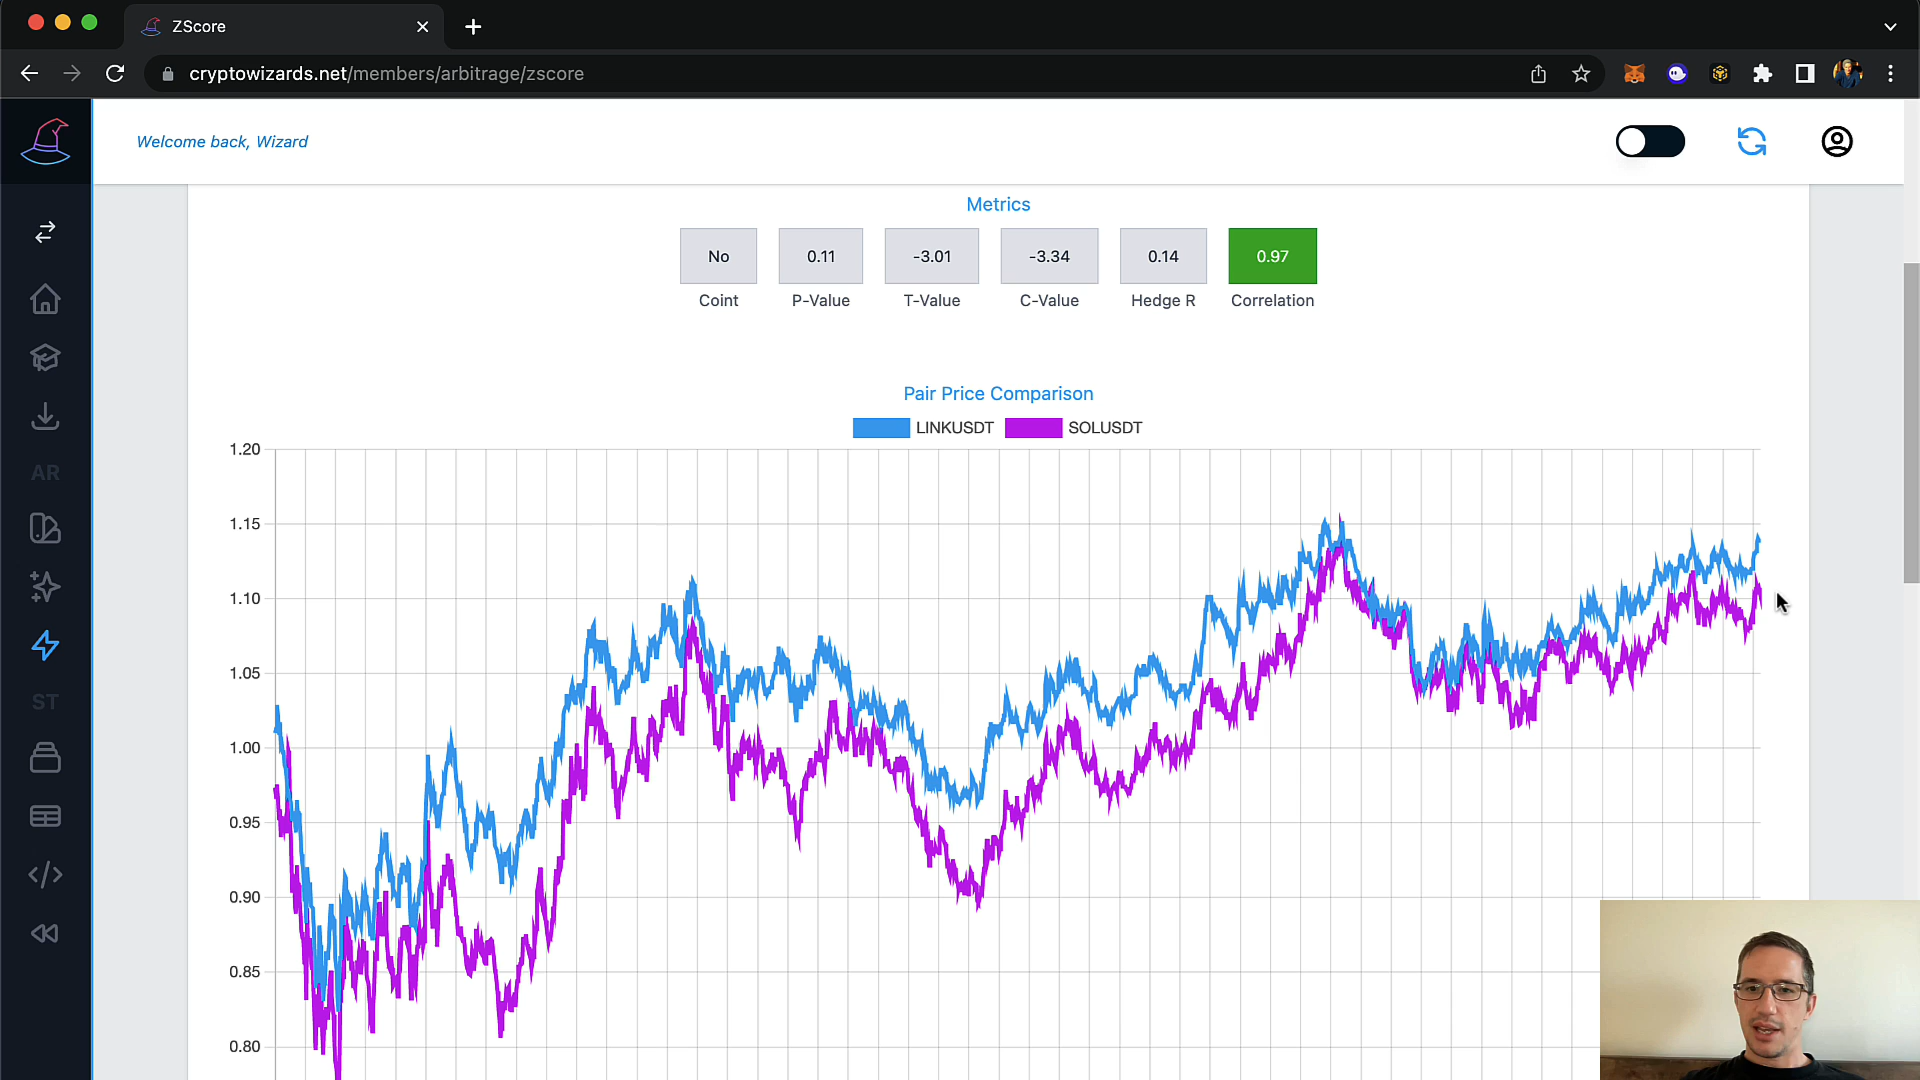 ZScore
cryptowizards.net/members/arbitrage/zscore
Welcome back, Wizard
Metrics
No 0.11 -3.01 -3.34 0.14 0.97
Coint P-Value T-Value C-Value Hedge R Correlation
Pair Price Comparison
LINKUSDT SOLUSDT
1.20
1.15
1.10
1.05
1.00
0.95
0.90
0.85
0.80
AR
ST